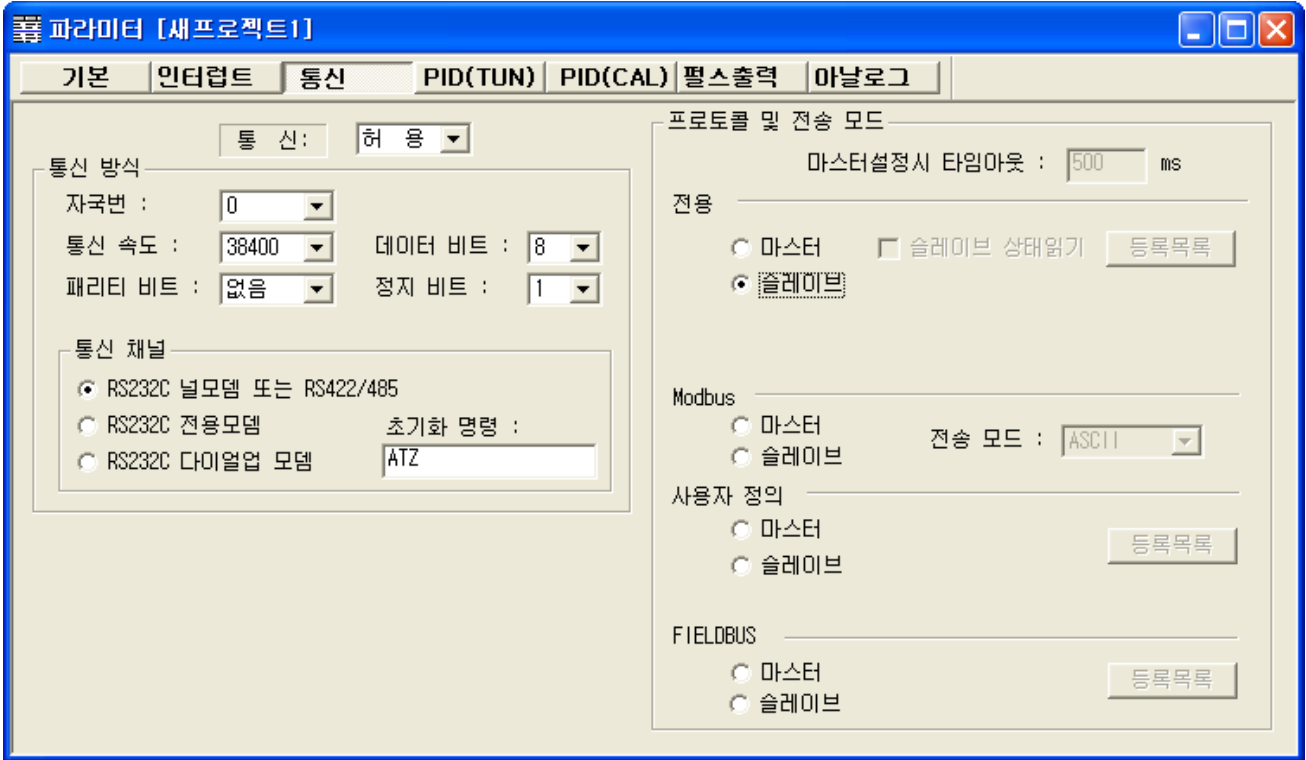 파라미터 [새프로젝트1]
기본 인터럽트 통신 PID(TUN) PID(CAL) 펄스출력 아날로그
통 신: 허 용
통신 방식
자국번 : 0
통신 속도 : 38400 데이터 비트 : 8
패리티 비트 : 없음 정지 비트 : 1
통신 채널
RS232C 널모뎀 또는 RS422/485
RS232C 전용모뎀 초기화 명령 :
RS232C 다이얼업 모뎀 ATZ
프로토콜 및 전송 모드
마스터설정시 타임아웃 : 500 ms
전용
마스터 슬레이브 상태읽기 등록목록
슬레이브
Modbus
마스터
전송 모드 : ASCII
슬레이브
사용자 정의
마스터
등록목록
슬레이브
FIELDBUS
마스터
등록목록
슬레이브